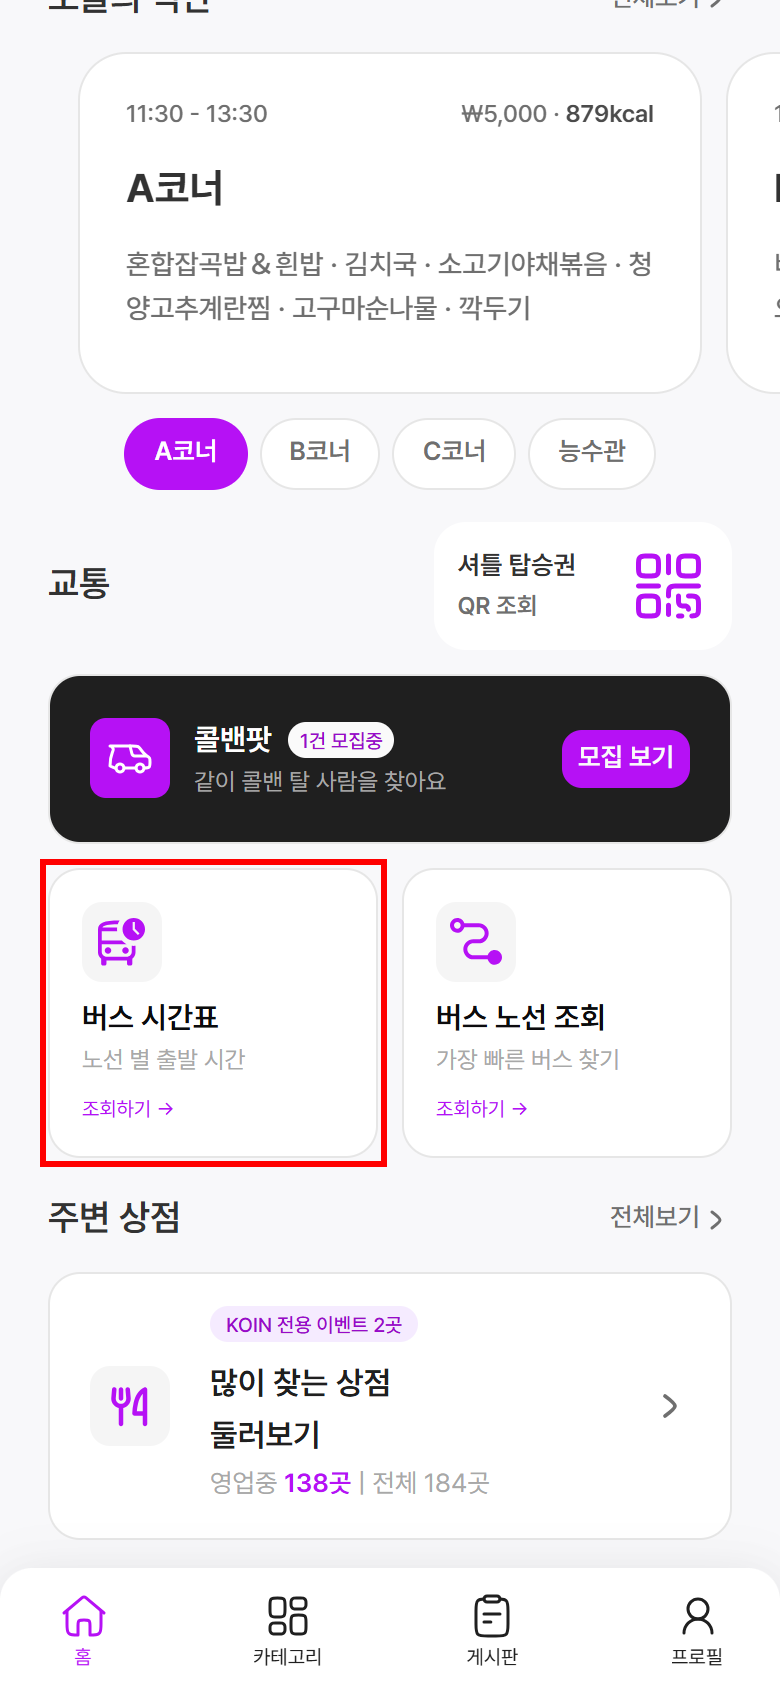 오늘의 식단
전체보기
11:30 - 13:30
₩5,000 · 879kcal
A코너
혼합잡곡밥&흰밥 · 김치국 · 소고기야채볶음 · 청
양고추계란찜 · 고구마순나물 · 깍두기
A코너
B코너
C코너
능수관
교통
셔틀 탑승권
QR 조회
콜밴팟
1건 모집중
같이 콜밴 탈 사람을 찾아요
모집 보기
버스 시간표
노선 별 출발 시간
조회하기 →
버스 노선 조회
가장 빠른 버스 찾기
조회하기 →
주변 상점
전체보기
KOIN 전용 이벤트 2곳
많이 찾는 상점
둘러보기
영업중 138곳 | 전체 184곳
홈
카테고리
게시판
프로필